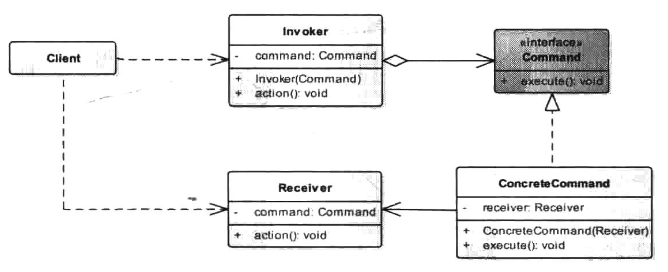 Client
Invoker
- command: Command
+ Invoker(Command)
+ action(): void
«interface»
Command
+ execute(): void
Receiver
- command: Command
+ action(): void
ConcreteCommand
- receiver: Receiver
+ ConcreteCommand(Receiver)
+ execute(): void